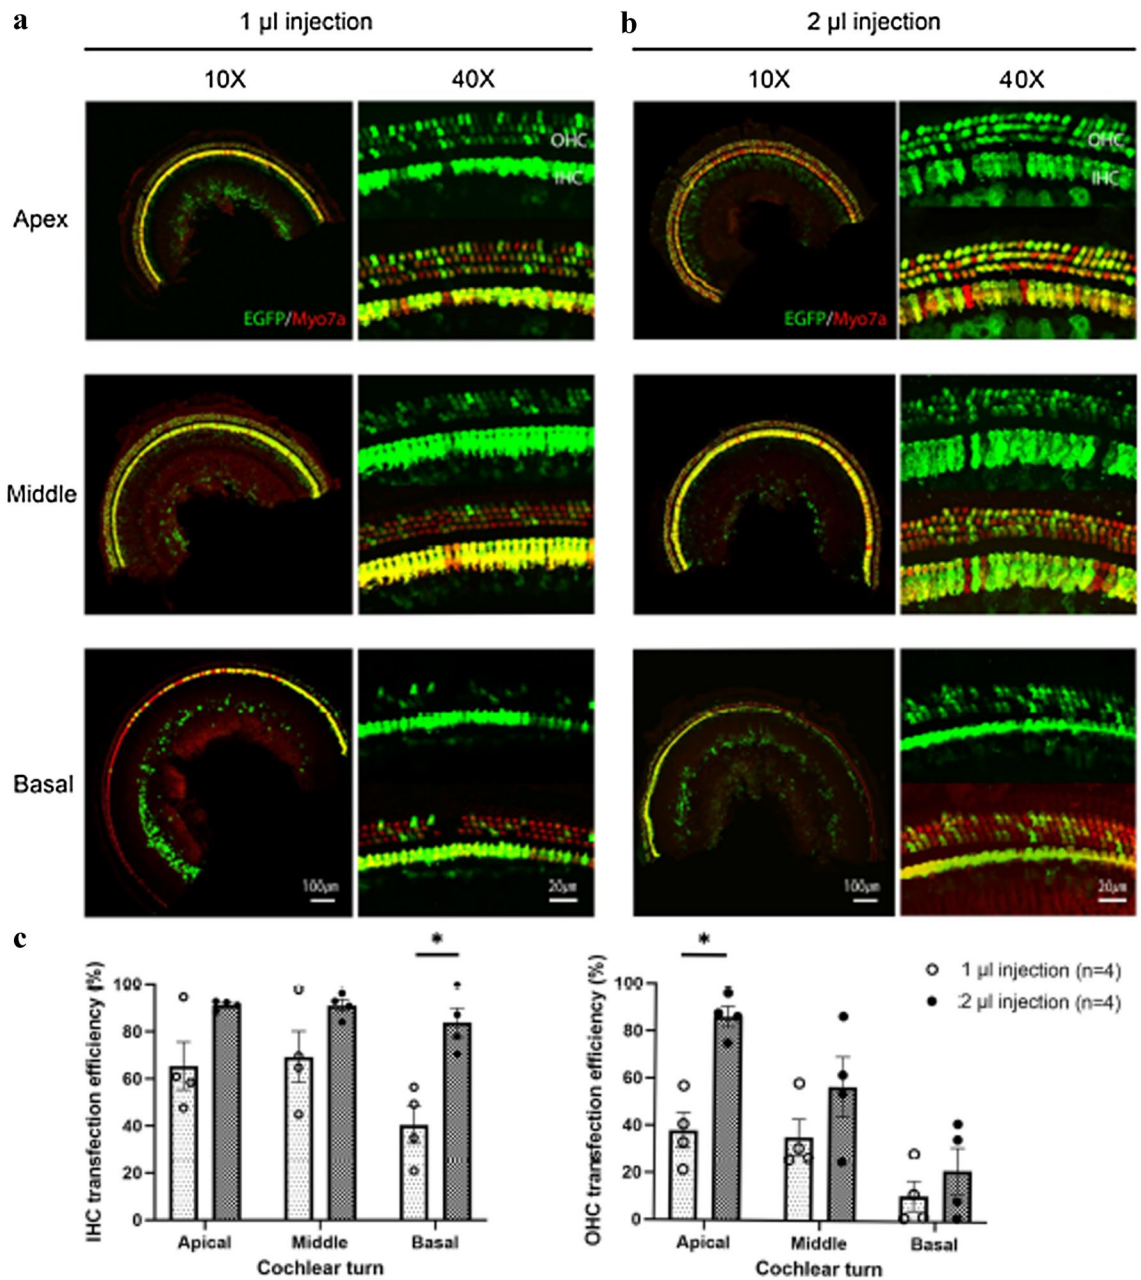 a
1 µl injection
b
2 µl injection
10X
40X
10X
40X
Apex
OHC
IHC
EGFP/Myo7a
OHC
IHC
EGFP/Myo7a
Middle
Basal
100µm
20µm
100µm
20µm
c
IHC transfection efficiency (%)
100
80
60
40
20
0
*
Apical
Middle
Basal
Cochlear turn
OHC transfection efficiency (%)
100
80
60
40
20
0
*
Apical
Middle
Basal
Cochlear turn
1 µl injection (n=4)
2 µl injection (n=4)